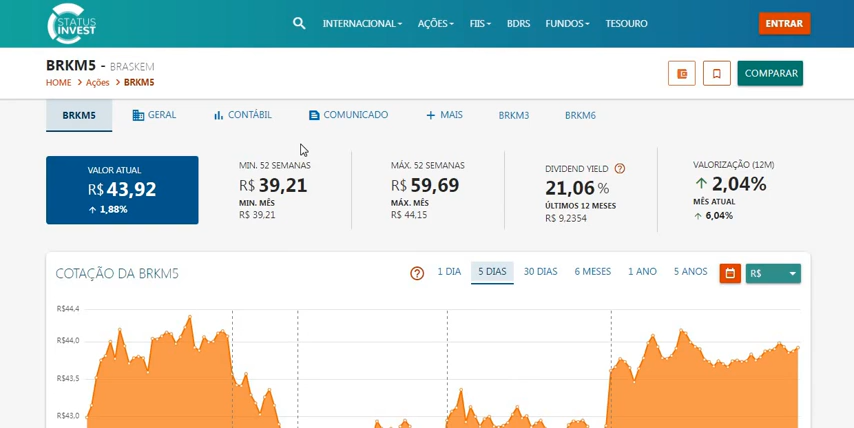 STATUS
INVEST
INTERNACIONAL
AÇÕES
FIIS
BDRS
FUNDOS
TESOURO
ENTRAR
BRKM5 - BRASKEM
HOME > Ações > BRKM5
COMPARAR
BRKM5
GERAL
CONTÁBIL
COMUNICADO
+ MAIS
BRKM3
BRKM6
VALOR ATUAL
R$ 43,92
↑ 1,88%
MIN. 52 SEMANAS
R$ 39,21
MIN. MÊS
R$ 39,21
MÁX. 52 SEMANAS
R$ 59,69
MÁX. MÊS
R$ 44,15
DIVIDEND YIELD ?
21,06 %
ÚLTIMOS 12 MESES
R$ 9.2354
VALORIZAÇÃO (12M)
↑ 2,04%
MÊS ATUAL
↑ 6,04%
COTAÇÃO DA BRKM5
?
1 DIA
5 DIAS
30 DIAS
6 MESES
1 ANO
5 ANOS
R$
R$44,4
R$44,0
R$43,5
R$43,0